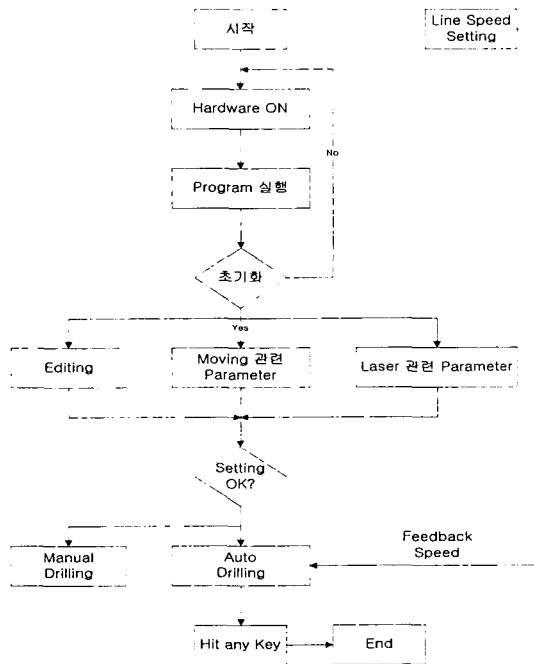 시작
Line Speed
Setting
Hardware ON
No
Program 실행
초기화
Yes
Editing
Moving 관련
Parameter
Laser 관련 Parameter
Setting
OK?
Feedback
Speed
Manual
Drilling
Auto
Drilling
Hit any Key
End